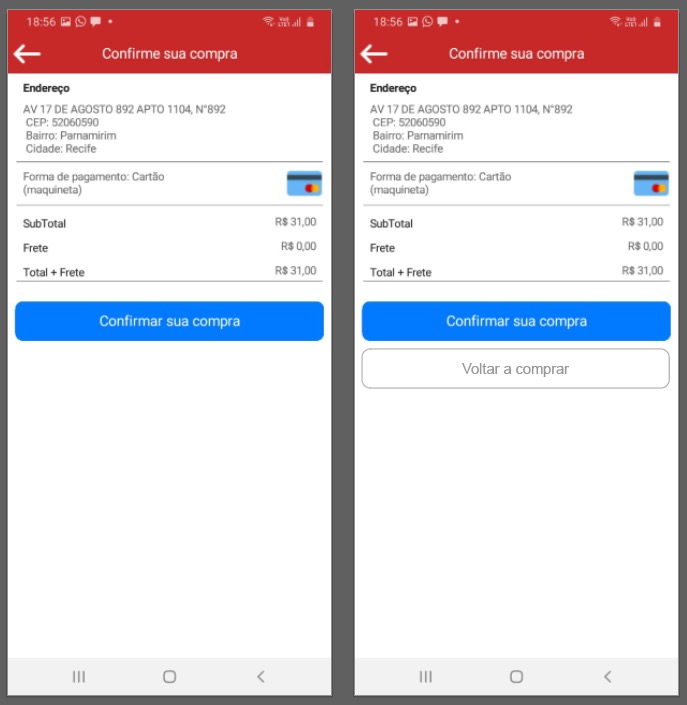 18:56
Confirme sua compra
Endereço
AV 17 DE AGOSTO 892 APTO 1104, N°892
CEP: 52060590
Bairro: Parnamirim
Cidade: Recife
Forma de pagamento: Cartão
(maquineta)
SubTotal R$ 31,00
Frete R$ 0,00
Total + Frete R$ 31,00
Confirmar sua compra
18:56
Confirme sua compra
Endereço
AV 17 DE AGOSTO 892 APTO 1104, N°892
CEP: 52060590
Bairro: Parnamirim
Cidade: Recife
Forma de pagamento: Cartão
(maquineta)
SubTotal R$ 31,00
Frete R$ 0,00
Total + Frete R$ 31,00
Confirmar sua compra
Voltar a comprar